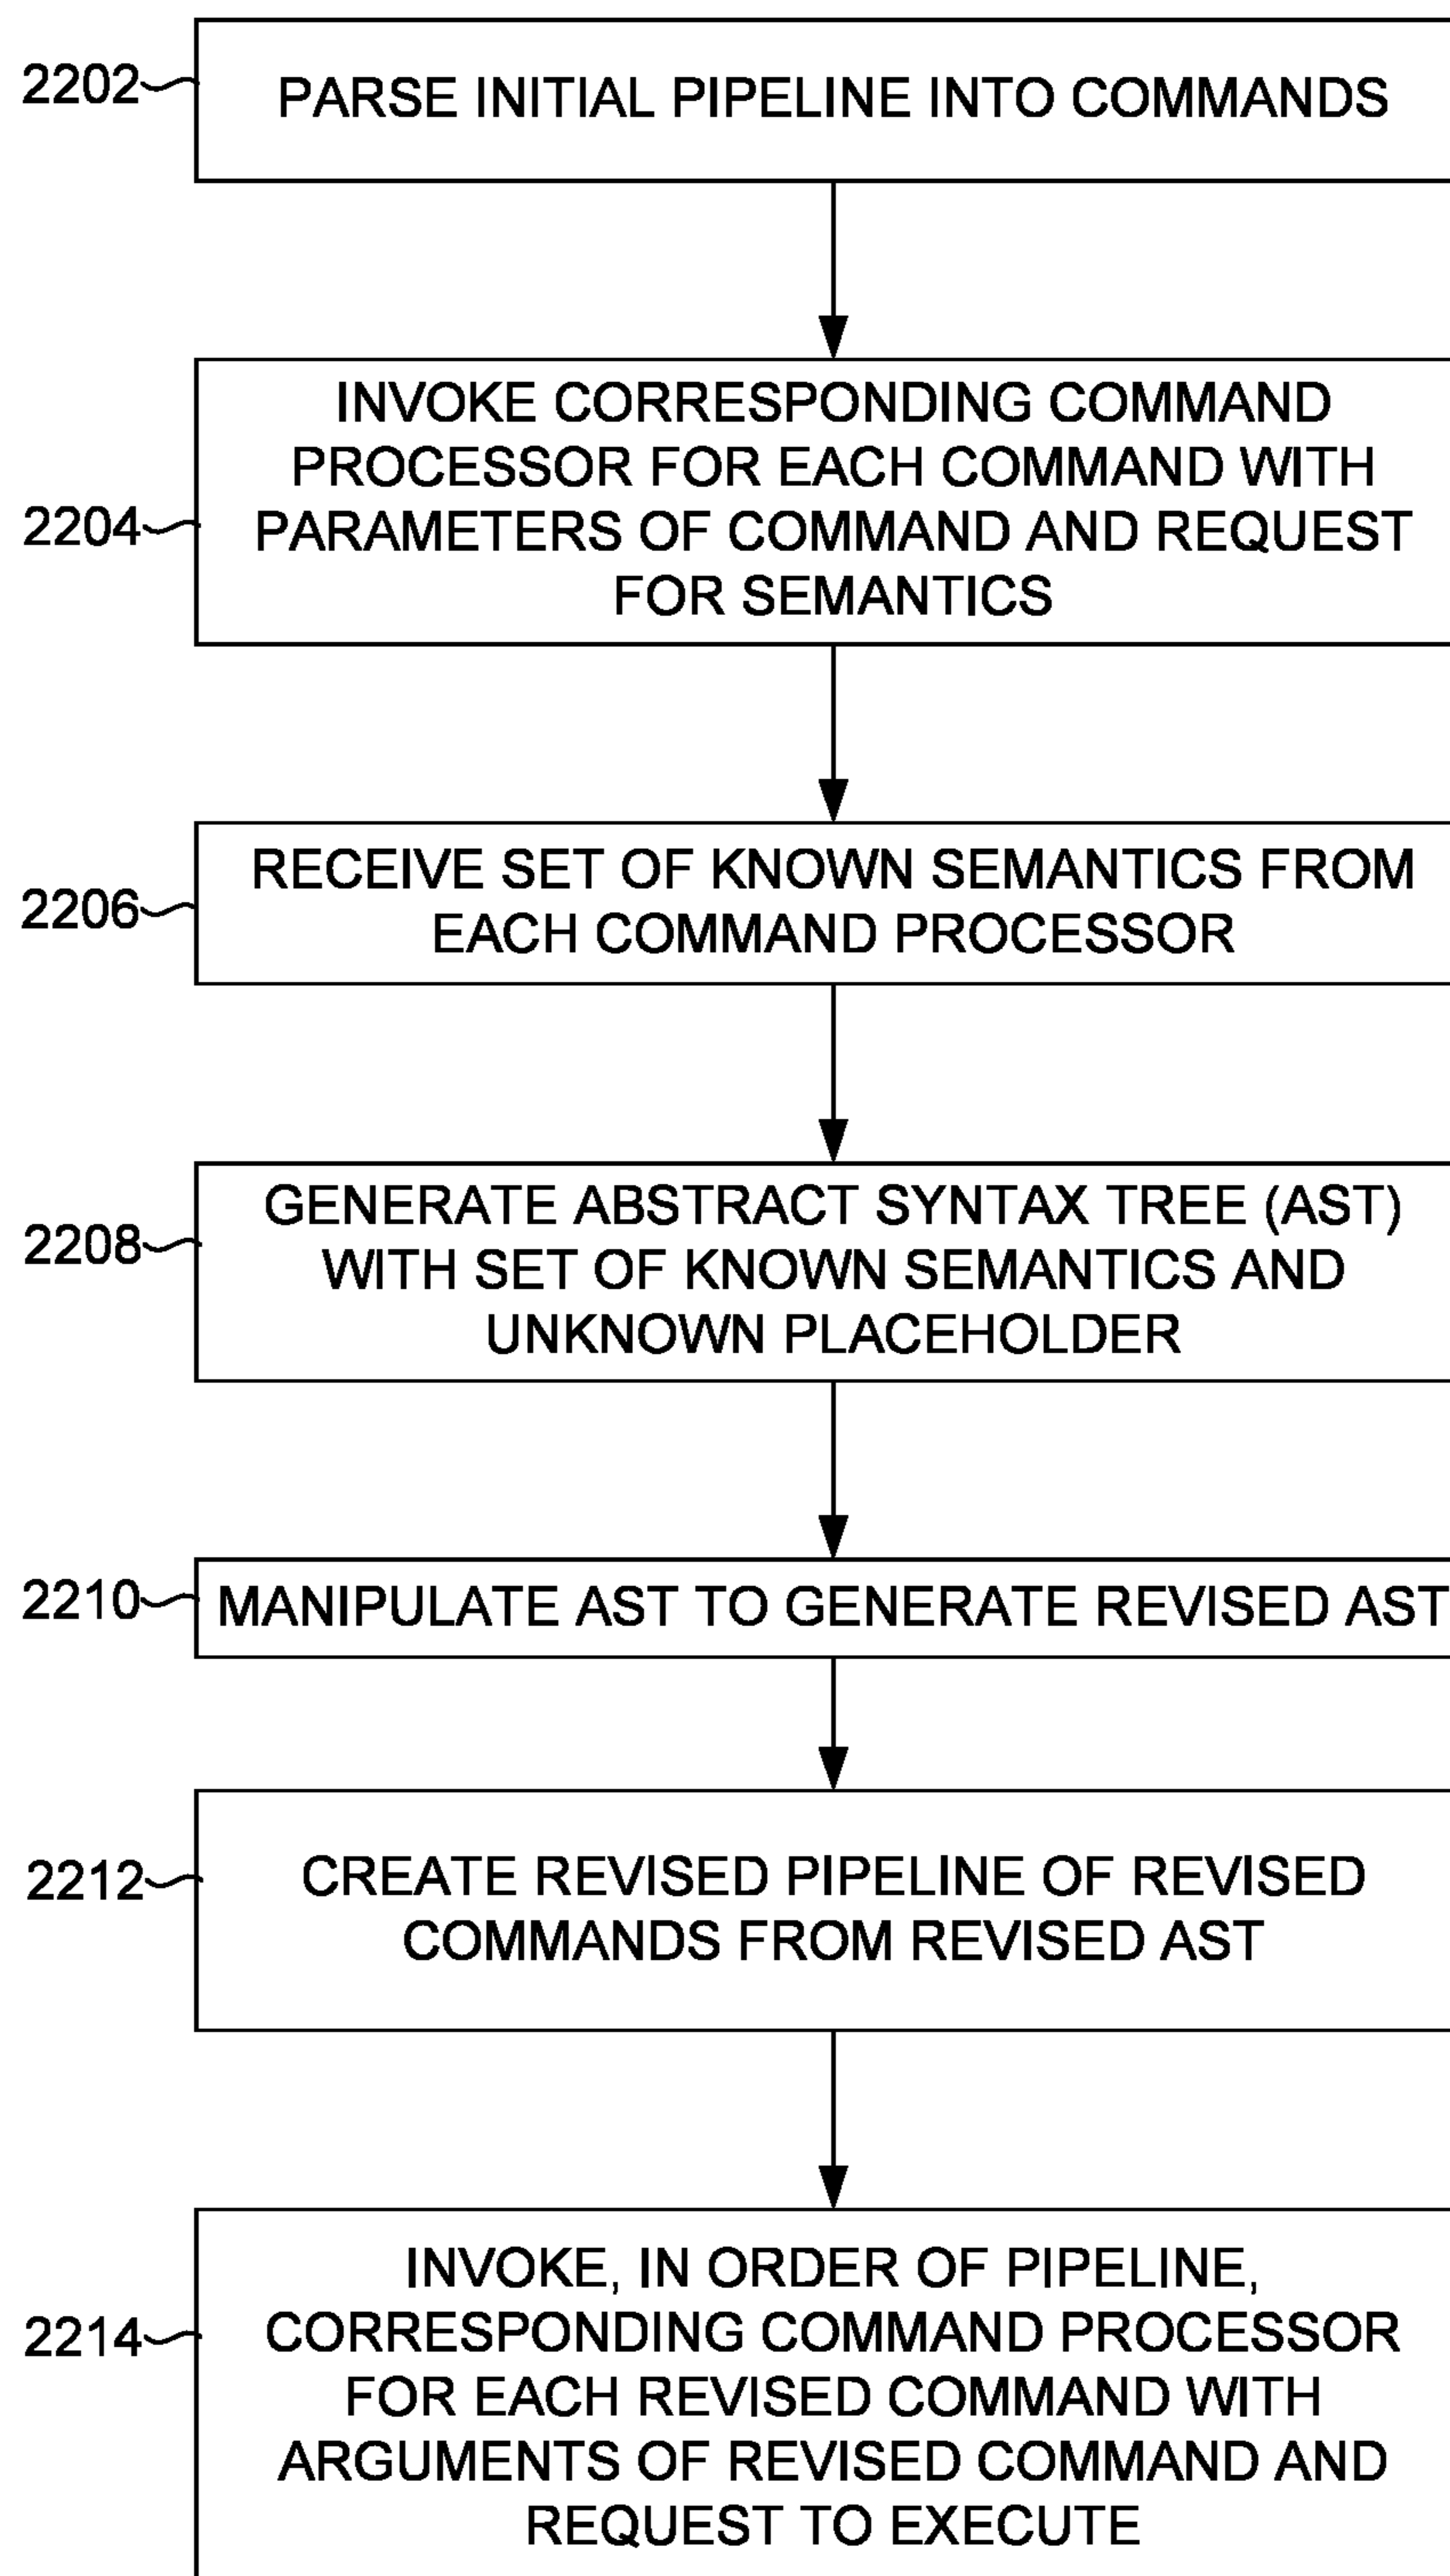 2202
PARSE INITIAL PIPELINE INTO COMMANDS
INVOKE CORRESPONDING COMMAND
PROCESSOR FOR EACH COMMAND WITH
2204
PARAMETERS OF COMMAND AND REQUEST
FOR SEMANTICS
RECEIVE SET OF KNOWN SEMANTICS FROM
2206
EACH COMMAND PROCESSOR
GENERATE ABSTRACT SYNTAX TREE (AST)
2208
WITH SET OF KNOWN SEMANTICS AND
UNKNOWN PLACEHOLDER
2210
MANIPULATE AST TO GENERATE REVISED AST
2212
CREATE REVISED PIPELINE OF REVISED
COMMANDS FROM REVISED AST
INVOKE, IN ORDER OF PIPELINE,
2214
CORRESPONDING COMMAND PROCESSOR
FOR EACH REVISED COMMAND WITH
ARGUMENTS OF REVISED COMMAND AND
REQUEST TO EXECUTE